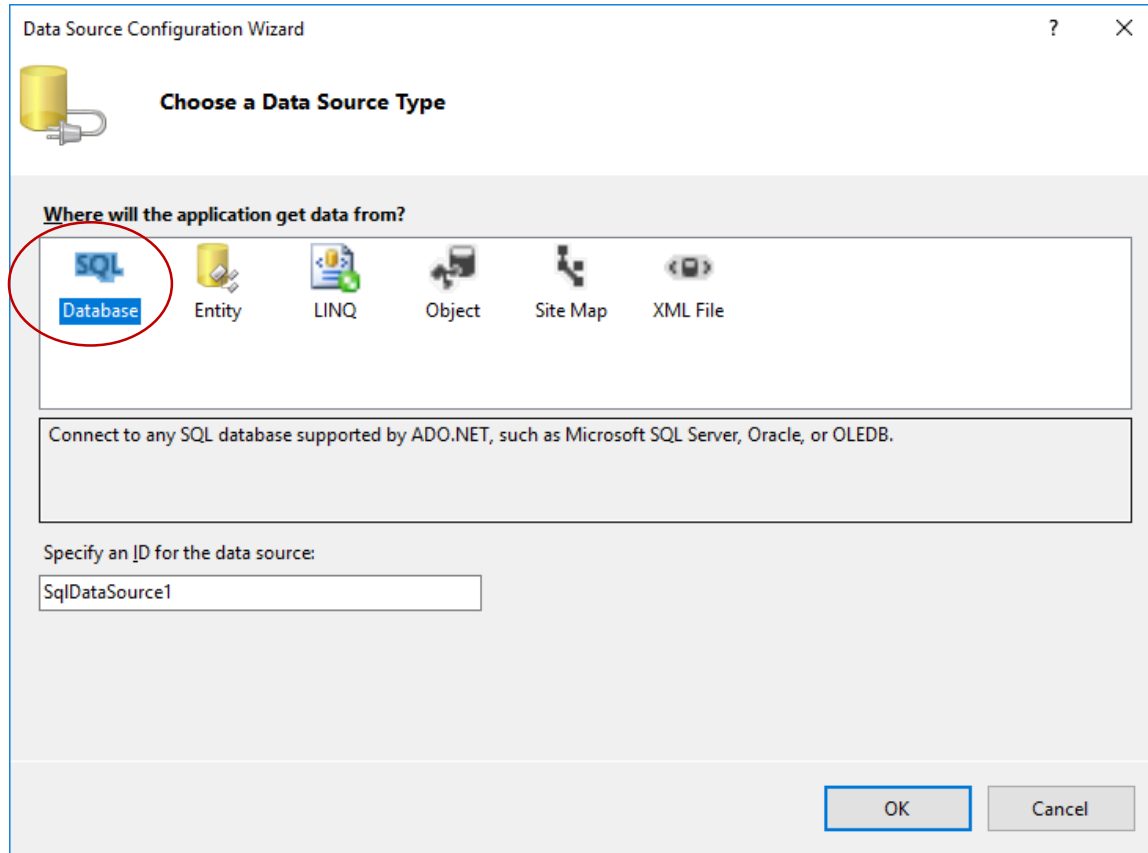 Data Source Configuration Wizard ?
Choose a Data Source Type
Where will the application get data from?
SQL
Database Entity LINQ Object Site Map XML File
Connect to any SQL database supported by ADO.NET, such as Microsoft SQL Server, Oracle, or OLEDB.
Specify an ID for the data source:
SqlDataSource1
OK Cancel